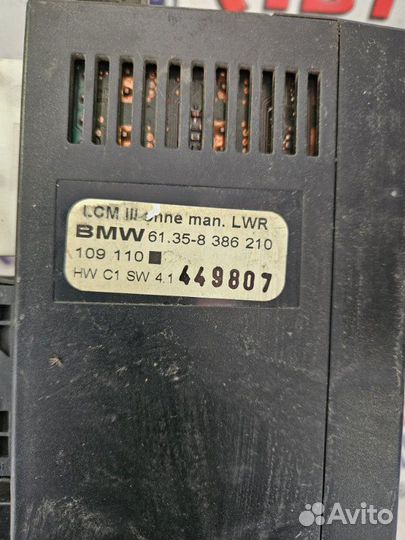 LCM III ohne man. LWR
BMW 61.35-8 386 210
109 110
HW C1 SW 4.1 449807
Avito